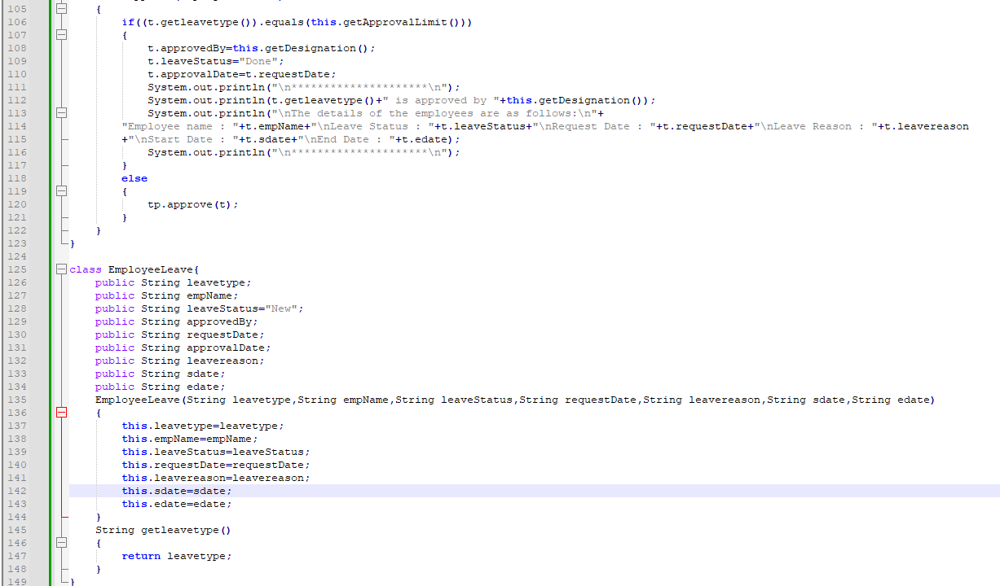 105 {
106 if((t.getleavetype()).equals(this.getApprovalLimit()))
107 {
108 t.approvedBy=this.getDesignation();
109 t.leaveStatus="Done";
110 t.approvalDate=t.requestDate;
111 System.out.println("\n*********************\n");
112 System.out.println(t.getleavetype()+" is approved by "+this.getDesignation());
113 System.out.println("\nThe details of the employees are as follows:\n"+
114 "Employee name : "+t.empName+"\nLeave Status : "+t.leaveStatus+"\nRequest Date : "+t.requestDate+"\nLeave Reason : "+t.leavereason
115 +"\nStart Date : "+t.sdate+"\nEnd Date : "+t.edate);
116 System.out.println("\n*********************\n");
117 }
118 else
119 {
120 tp.approve(t);
121 }
122 }
123 }
124
125 class EmployeeLeave{
126 public String leavetype;
127 public String empName;
128 public String leaveStatus="New";
129 public String approvedBy;
130 public String requestDate;
131 public String approvalDate;
132 public String leavereason;
133 public String sdate;
134 public String edate;
135 EmployeeLeave(String leavetype,String empName,String leaveStatus,String requestDate,String leavereason,String sdate,String edate)
136 {
137 this.leavetype=leavetype;
138 this.empName=empName;
139 this.leaveStatus=leaveStatus;
140 this.requestDate=requestDate;
141 this.leavereason=leavereason;
142 this.sdate=sdate;
143 this.edate=edate;
144 }
145 String getleavetype()
146 {
147 return leavetype;
148 }
149 }